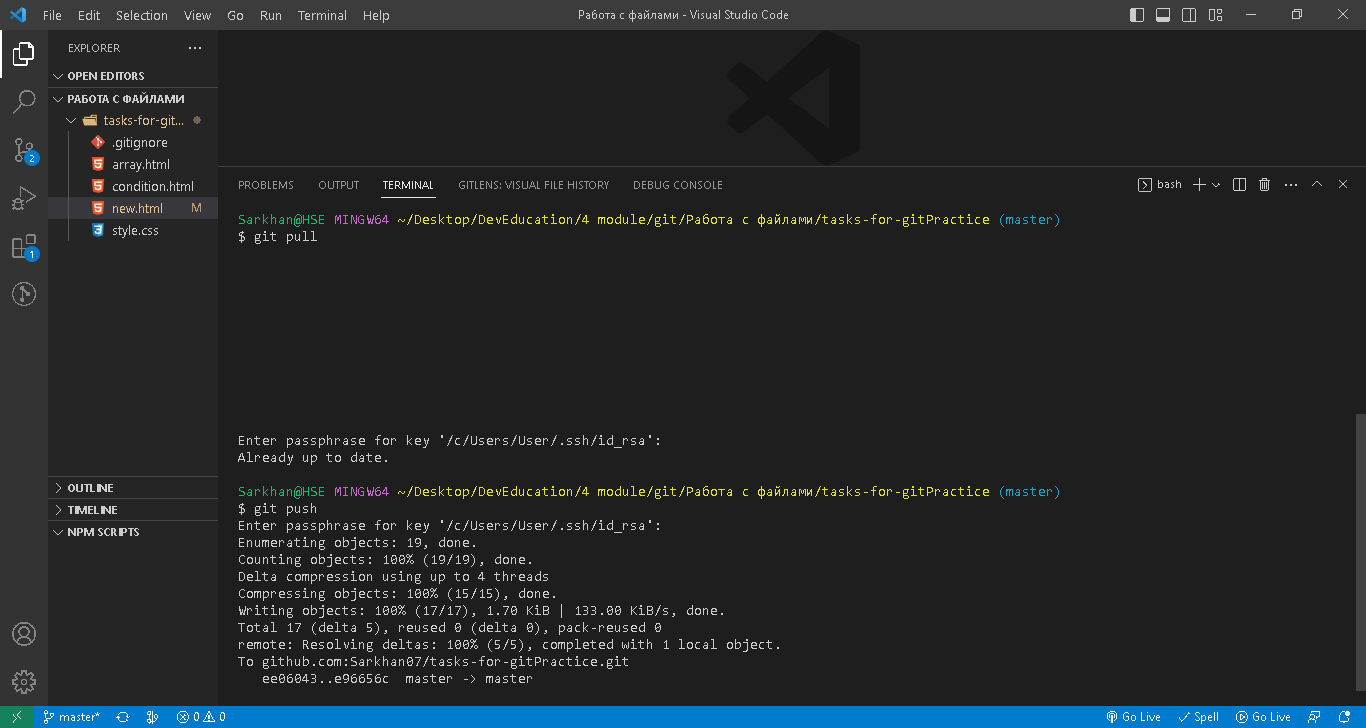 File Edit Selection View Go Run Terminal Help
Работа с файлами - Visual Studio Code
EXPLORER
OPEN EDITORS
РАБОТА С ФАЙЛАМИ
tasks-for-git...
.gitignore
array.html
condition.html
new.html M
style.css
OUTLINE
TIMELINE
NPM SCRIPTS
2
1
PROBLEMS OUTPUT TERMINAL GITLENS: VISUAL FILE HISTORY DEBUG CONSOLE
bash
Sarkhan@HSE MINGW64 ~/Desktop/DevEducation/4 module/git/Работа с файлами/tasks-for-gitPractice (master)
$ git pull
Enter passphrase for key '/c/Users/User/.ssh/id_rsa':
Already up to date.
Sarkhan@HSE MINGW64 ~/Desktop/DevEducation/4 module/git/Работа с файлами/tasks-for-gitPractice (master)
$ git push
Enter passphrase for key '/c/Users/User/.ssh/id_rsa':
Enumerating objects: 19, done.
Counting objects: 100% (19/19), done.
Delta compression using up to 4 threads
Compressing objects: 100% (15/15), done.
Writing objects: 100% (17/17), 1.70 KiB | 133.00 KiB/s, done.
Total 17 (delta 5), reused 0 (delta 0), pack-reused 0
remote: Resolving deltas: 100% (5/5), completed with 1 local object.
To github.com:Sarkhan07/tasks-for-gitPractice.git
ee06043..e96656c master -> master
master* 0 0 Go Live Spell Go Live